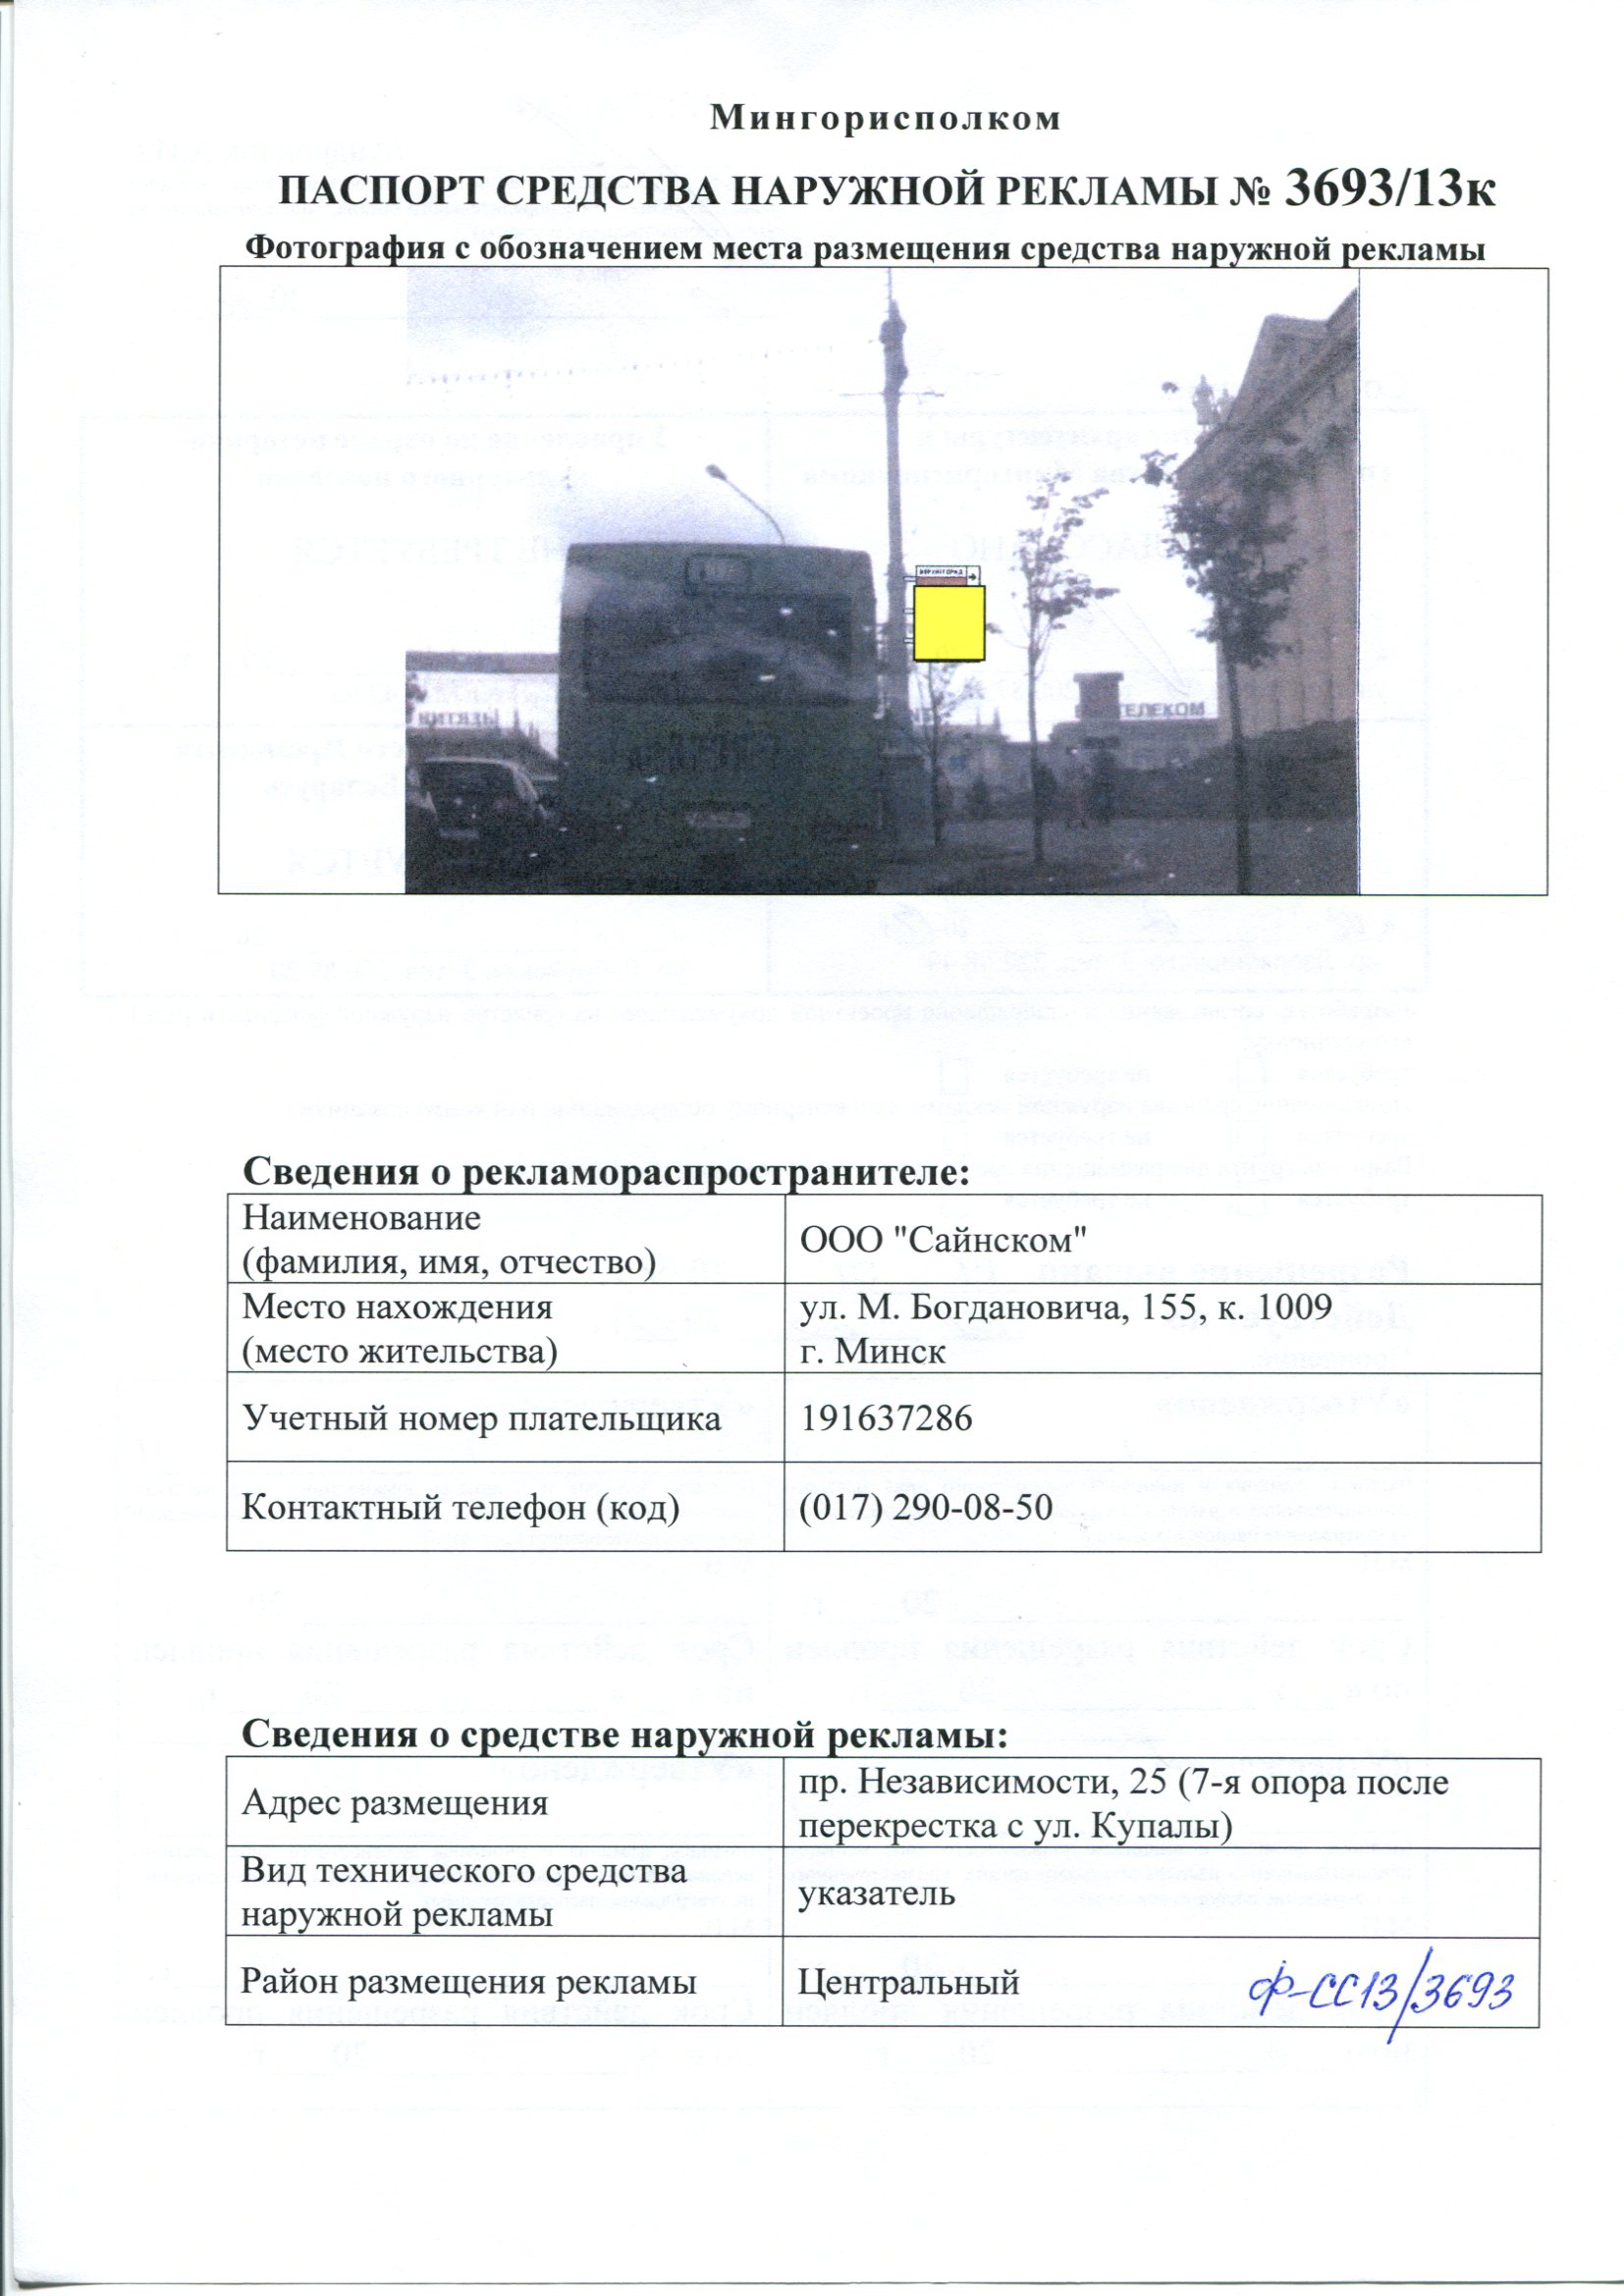 Мингорисполком
ПАСПОРТ СРЕДСТВА НАРУЖНОЙ РЕКЛАМЫ № 3693/13к
Фотография с обозначением места размещения средства наружной рекламы
ВИТЯЗЬ
ТЕЛЕКОМ
Сведения о рекламораспространителе:
Наименование
(фамилия, имя, отчество)
ООО "Сайнском"
Место нахождения
(место жительства)
ул. М. Богдановича, 155, к. 1009
г. Минск
Учетный номер плательщика
191637286
Контактный телефон (код)
(017) 290-08-50
Сведения о средстве наружной рекламы:
Адрес размещения
пр. Независимости, 25 (7-я опора после
перекрестка с ул. Купалы)
Вид технического средства
наружной рекламы
указатель
Район размещения рекламы
Центральный
Ф-СС13/3693